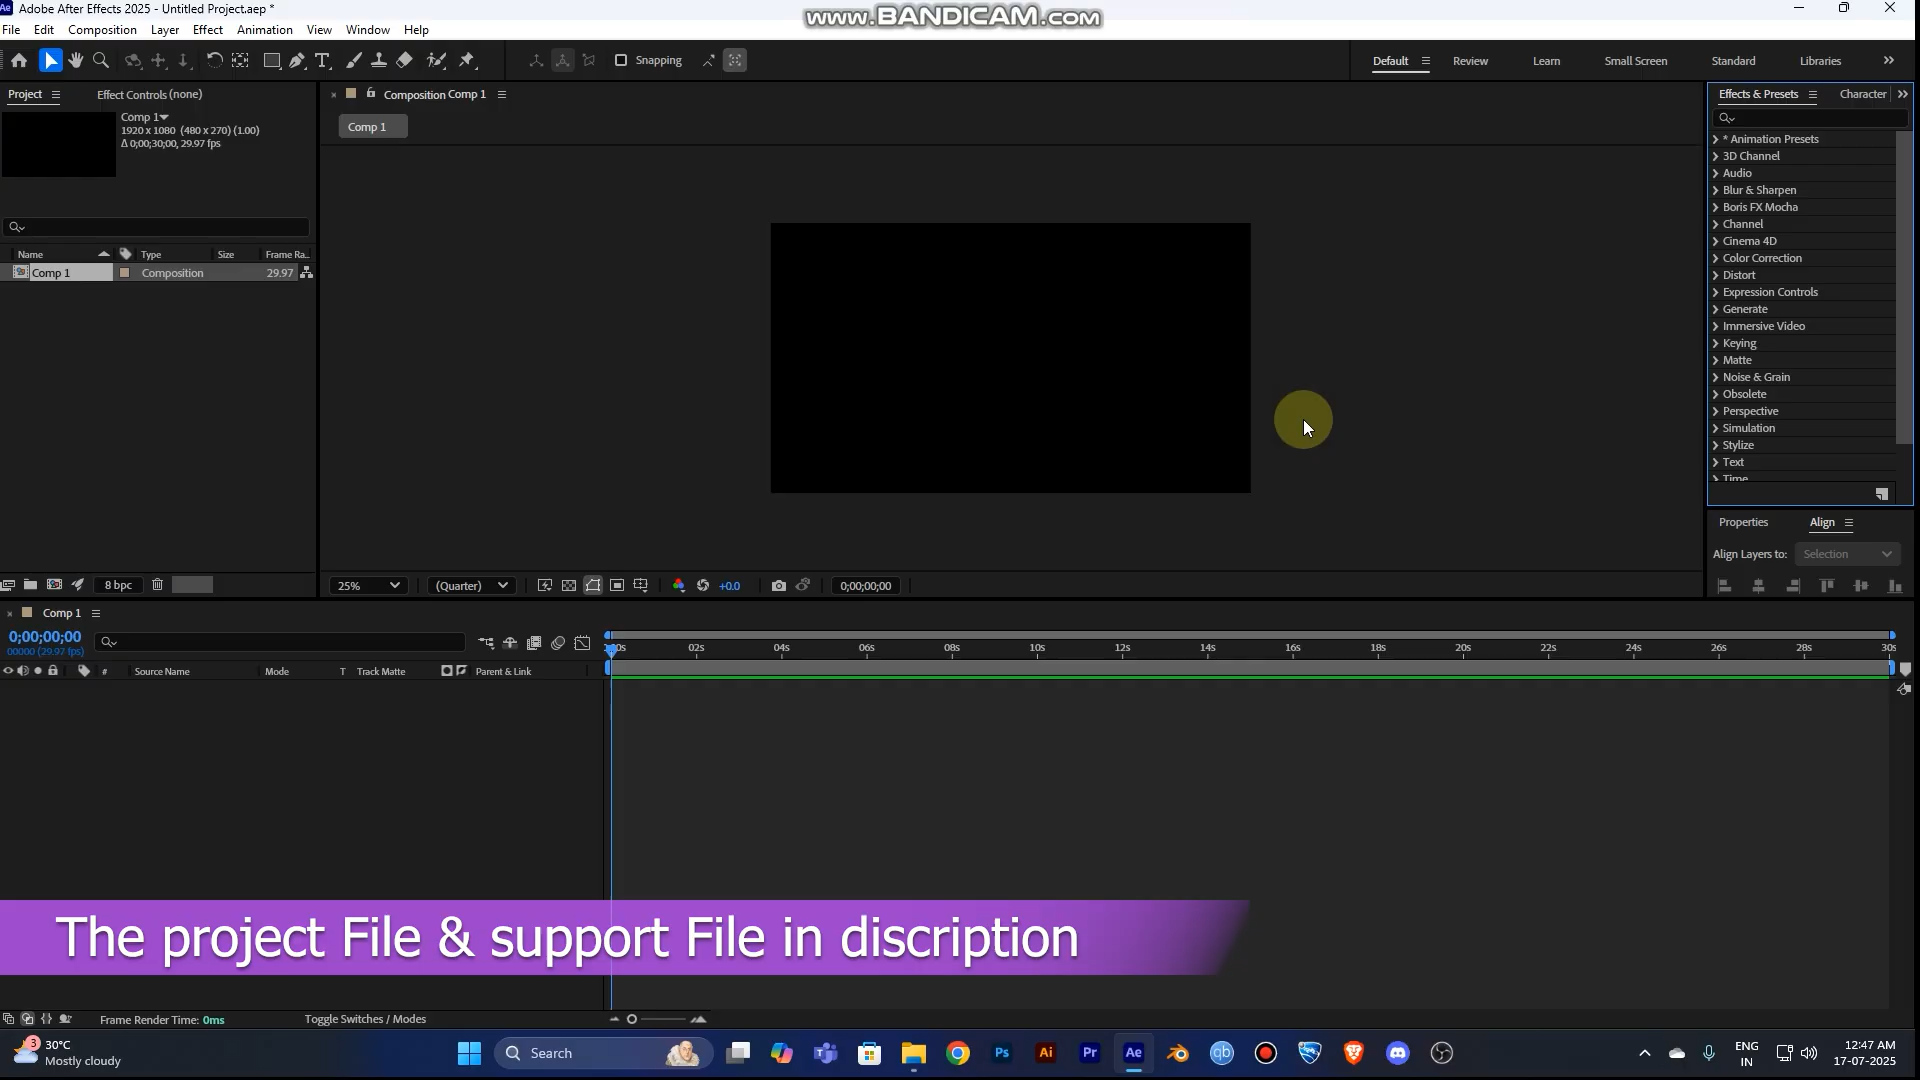 Ae Adobe After Effects 2025 - Untitled Project.aep *
www.BANDICAM.com
File Edit Composition Layer Effect Animation View Window Help
Snapping
Default Review Learn Small Screen Standard Libraries
Project Effect Controls (none)
Composition Comp 1
Effects & Presets Character
Comp 1
1920 x 1080 (480 x 270) (1.00)
Δ 0;00;30;00, 29.97 fps
Comp 1
* Animation Presets
3D Channel
Audio
Blur & Sharpen
Boris FX Mocha
Channel
Cinema 4D
Color Correction
Distort
Expression Controls
Generate
Immersive Video
Keying
Matte
Noise & Grain
Obsolete
Perspective
Simulation
Stylize
Text
Time
Name Type Size Frame Ra..
Comp 1 Composition 29.97
Properties Align
Align Layers to: Selection
8 bpc
25% (Quarter) +0.0 0;00;00;00
Comp 1
0;00;00;00
00000 (29.97 fps)
# Source Name Mode T Track Matte Parent & Link
00s 02s 04s 06s 08s 10s 12s 14s 16s 18s 20s 22s 24s 26s 28s 30s
The project File & support File in discription
Frame Render Time: 0ms Toggle Switches / Modes
3
30°C
Mostly cloudy
Search
Ps Ai Pr Ae qb
ENG
IN
12:47 AM
17-07-2025